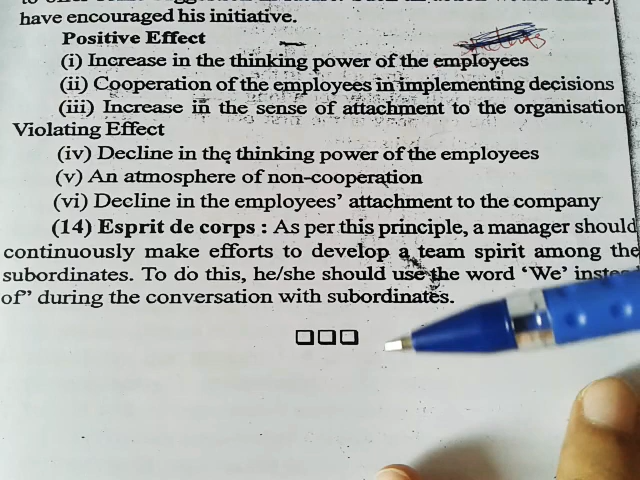 have encouraged his initiative.
Positive Effect
(i) Increase in the thinking power of the employees
(ii) Cooperation of the employees in implementing decisions
(iii) Increase in the sense of attachment to the organisation
Violating Effect
(iv) Decline in the thinking power of the employees
(v) An atmosphere of non-cooperation
(vi) Decline in the employees' attachment to the company
(14) Esprit de corps : As per this principle, a manager should
continuously make efforts to develop a team spirit among the
subordinates. To do this, he/she should use the word 'We'
of” during the conversation with subordinates.